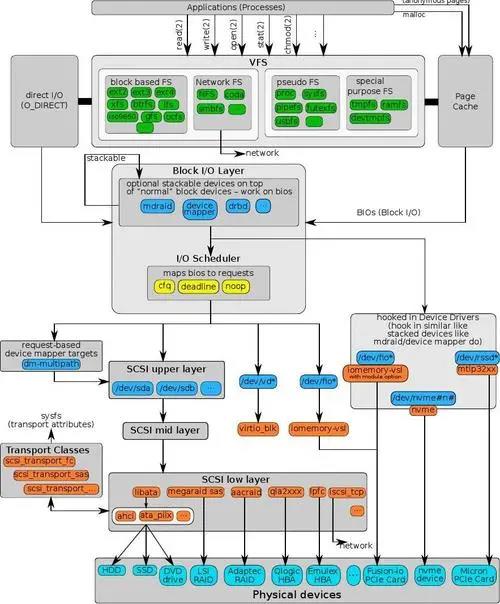 (anonymous pages)
Applications (Processes)
malloc
read(2)
write(2)
open(2)
stat(2)
chmod(2)
...
VFS
direct I/O
(O_DIRECT)
block based FS
ext2 ext3 ext4
xfs btrfs ifs
iso9660 gfs ocfs
...
Network FS
NFS coda
smbfs ...
pseudo FS
proc sysfs
pipefs futexfs
usbfs ...
special
purpose FS
tmpfs ramfs
devtmpfs
Page
Cache
network
stackable
Block I/O Layer
optional stackable devices on top
of "normal" block devices – work on bios
mdraid
device
mapper
drbd
...
BIOs (Block I/O)
I/O Scheduler
maps bios to requests
cfq
deadline
noop
hooked in Device Drivers
(hook in similar like
stacked devices like
mdraid/device mapper do)
request-based
device mapper targets
dm-multipath
SCSI upper layer
/dev/sda
/dev/sdb
...
/dev/vd*
/dev/fio*
/dev/fio*
/dev/rssd*
iomemory-vsl
with module option
mtip32xx
/dev/nvme#n#
nvme
sysfs
(transport attributes)
SCSI mid layer
virtio_blk
iomemory-vsl
Transport Classes
scsi_transport_fc
scsi_transport_sas
scsi_transport_...
SCSI low layer
libata
megaraid sas
aacraid
qla2xxx
lpfc
iscsi_tcp
ahci
ata_piix
...
...
network
HDD
SSD
DVD
drive
LSI
RAID
Adaptec
RAID
Qlogic
HBA
Emulex
HBA
...
Fusion-io
PCIe Card
nvme
device
Micron
PCIe Card
Physical devices